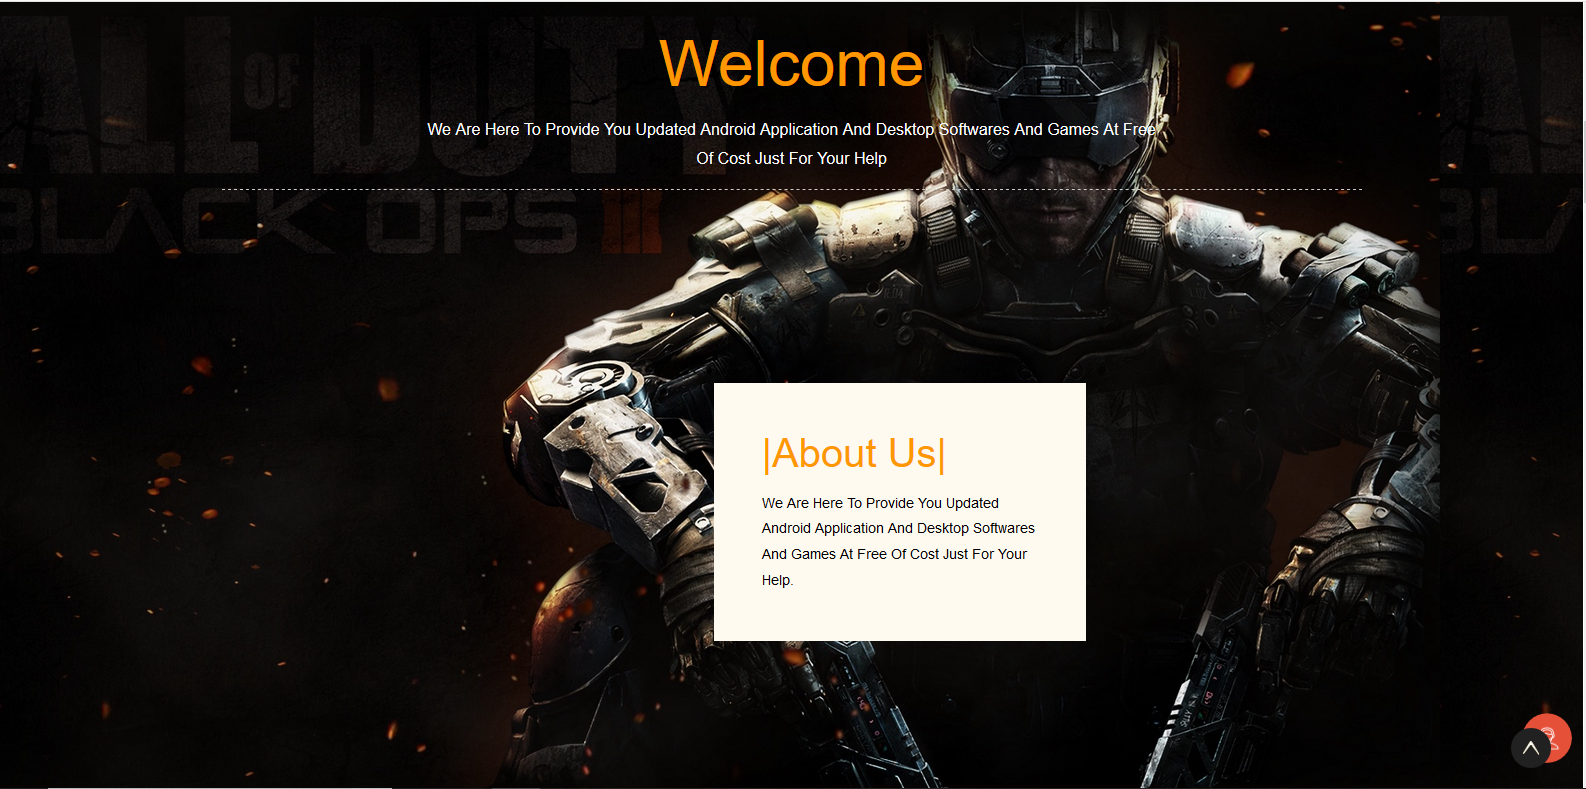 ALL OF DUTY
AL
Welcome
We Are Here To Provide You Updated Android Application And Desktop Softwares And Games At Free
Of Cost Just For Your Help
BLACK OPS III
BLA
|About Us|
We Are Here To Provide You Updated
Android Application And Desktop Softwares
And Games At Free Of Cost Just For Your
Help.